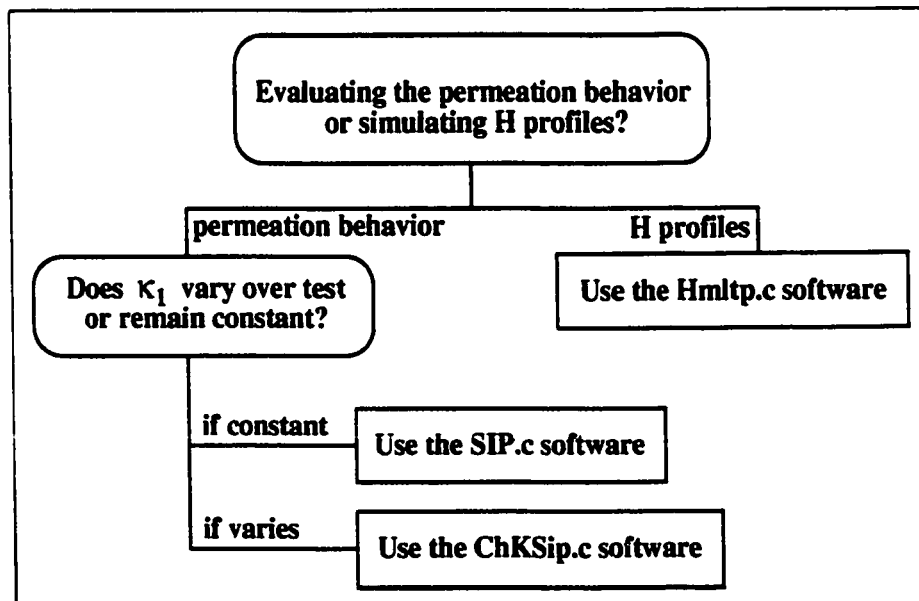 Evaluating the permeation behavior
or simulating H profiles?
permeation behavior
H profiles
Does κ₁ vary over test
or remain constant?
Use the Hmltp.c software
if constant
Use the SIP.c software
if varies
Use the ChKSip.c software